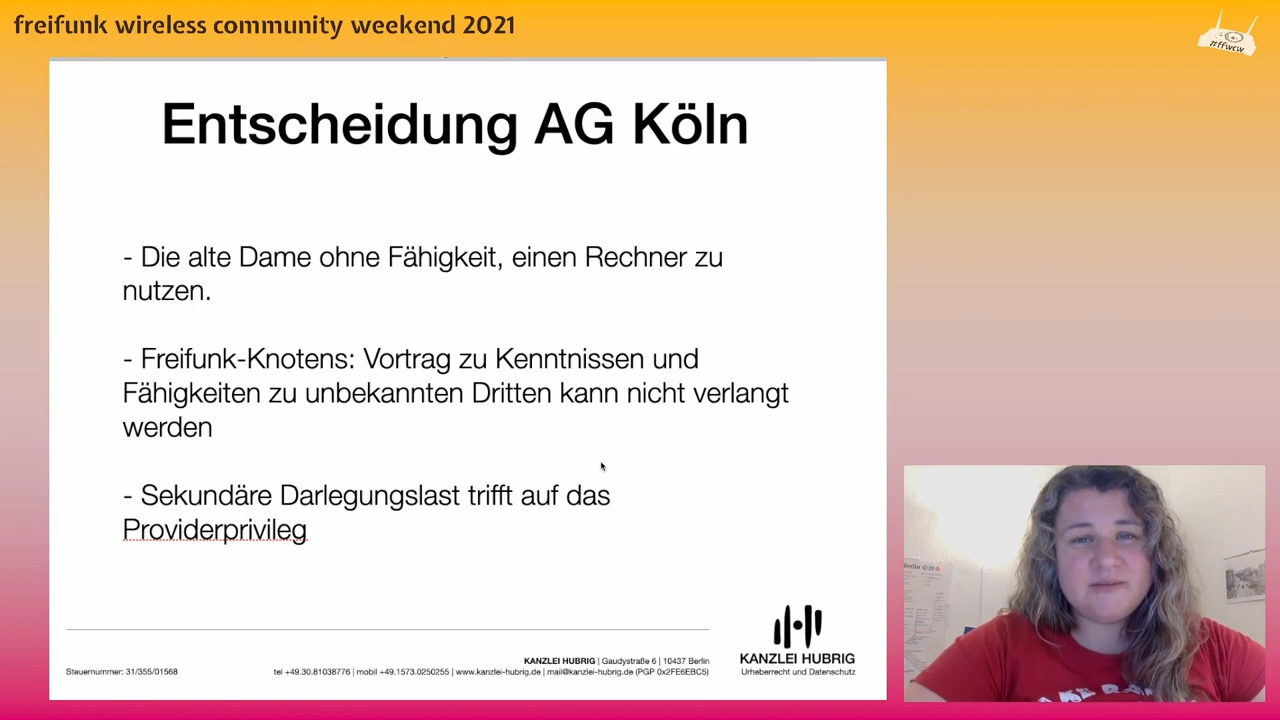 freifunk wireless community weekend 2021
#ffwcw
Entscheidung AG Köln
- Die alte Dame ohne Fähigkeit, einen Rechner zu
nutzen.
- Freifunk-Knotens: Vortrag zu Kenntnissen und
Fähigkeiten zu unbekannten Dritten kann nicht verlangt
werden
- Sekundäre Darlegungslast trifft auf das
Providerprivileg
KANZLEI HUBRIG | Gaudystraße 6 | 10437 Berlin
Steuernummer: 31/355/01568
tel +49.30.81038776 | mobil +49.1573.0250255 | www.kanzlei-hubrig.de | mail@kanzlei-hubrig.de (PGP 0x2FE6EBC5)
KANZLEI HUBRIG
Urheberrecht und Datenschutz
Berlin